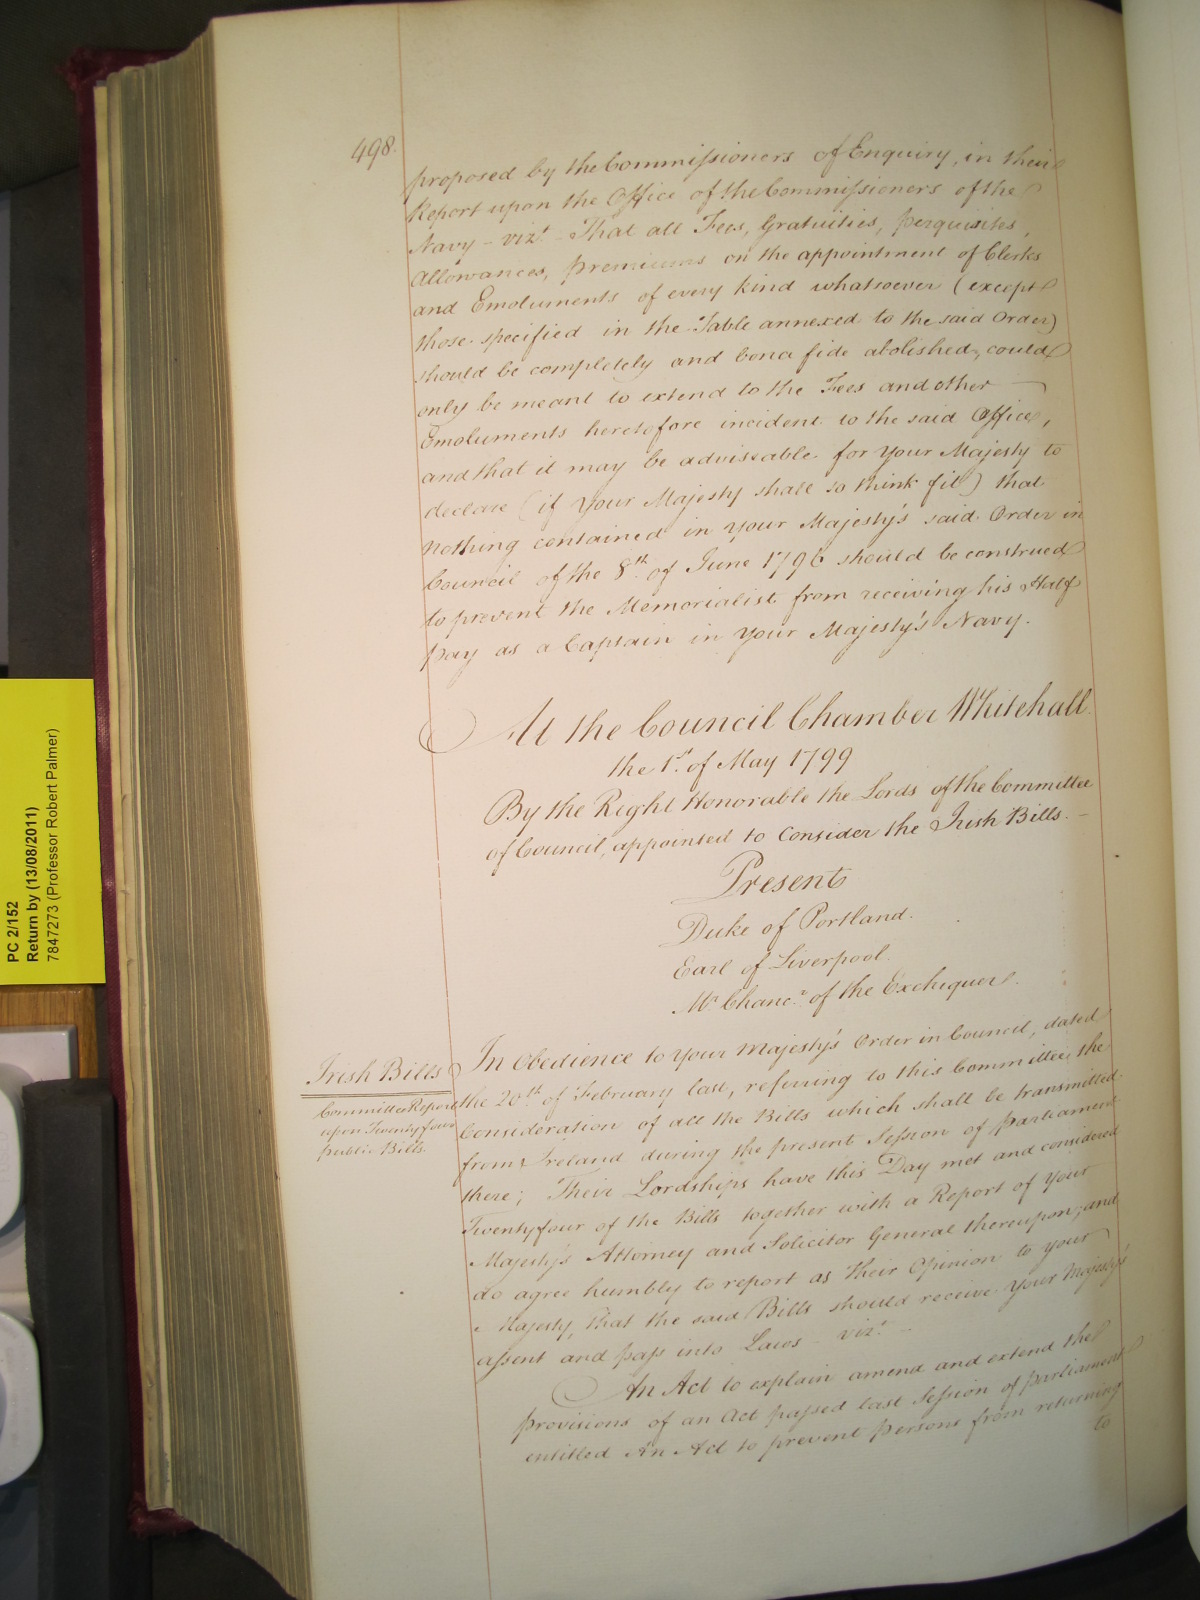 498.
proposed by the Commissioners of Enquiry, in their
Report upon the Office of the Commissioners of the
Navy - vizt. - That all Fees, Gratuities, perquisites,
Allowances, premiums on the appointment of Clerks
and Emoluments of every kind whatsoever (except
those specified in the Table annexed to the said Order)
should be completely and bona fide abolished, could
only be meant to extend to the Fees and other
Emoluments heretofore incident to the said Office,
and that it may be adviseable for Your Majesty to
declare (if Your Majesty shall so think fit) that
nothing contained in Your Majesty's said Order in
Council of the 8th. of June 1796 should be construed
to prevent the Memorialist from receiving his Half
Pay as a Captain in Your Majesty's Navy.
At the Council Chamber Whitehall
the 1st. of May 1799
By the Right Honorable the Lords of the Committee
of Council, appointed to Consider the Irish Bills. -
Present
Duke of Portland.
Earl of Liverpool.
Mr. Chancr. of the Exchequer.
Irish Bills
Committee Report
upon Twenty four
public Bills.
In Obedience to Your Majesty's Order in Council, dated
the 20th of February last, referring to this Committee the
Consideration of all the Bills which shall be transmitted
from Ireland during the present Session of Parliament
there; Their Lordships have this Day met and considered
Twenty four of the Bills together with a Report of Your
Majesty's Attorney and Solicitor General thereupon; and
do agree humbly to report as their Opinion to Your
Majesty, that the said Bills should receive Your Majesty's
assent and pass into Laws - vizt. -
An Act to explain amend and extend the
provisions of an Act passed last Session of parliament
entitled An Act to prevent persons from returning
to
PC 2/152
Return by (13/08/2011)
7847273 (Professor Robert Palmer)